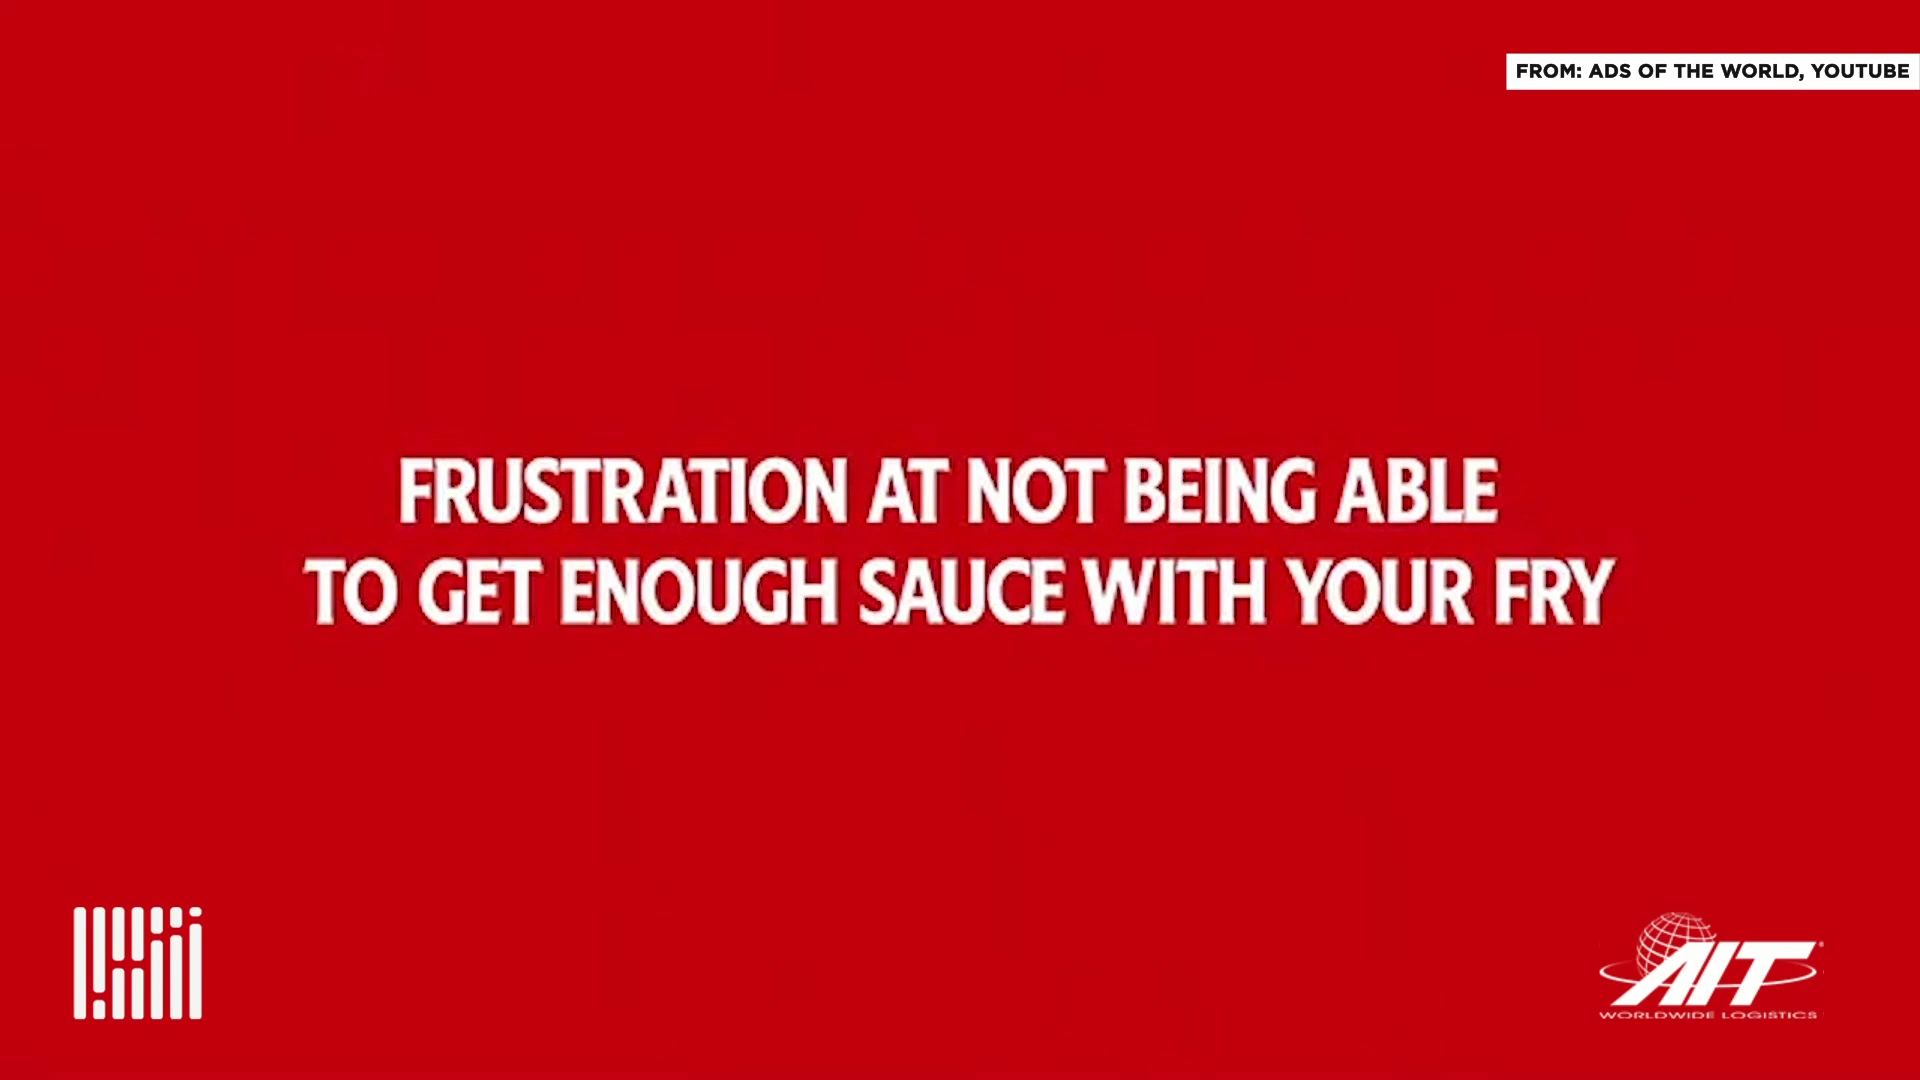 FROM: ADS OF THE WORLD, YOUTUBE
FRUSTRATION AT NOT BEING ABLE
TO GET ENOUGH SAUCE WITH YOUR FRY
AIT
WORLDWIDE LOGISTICS